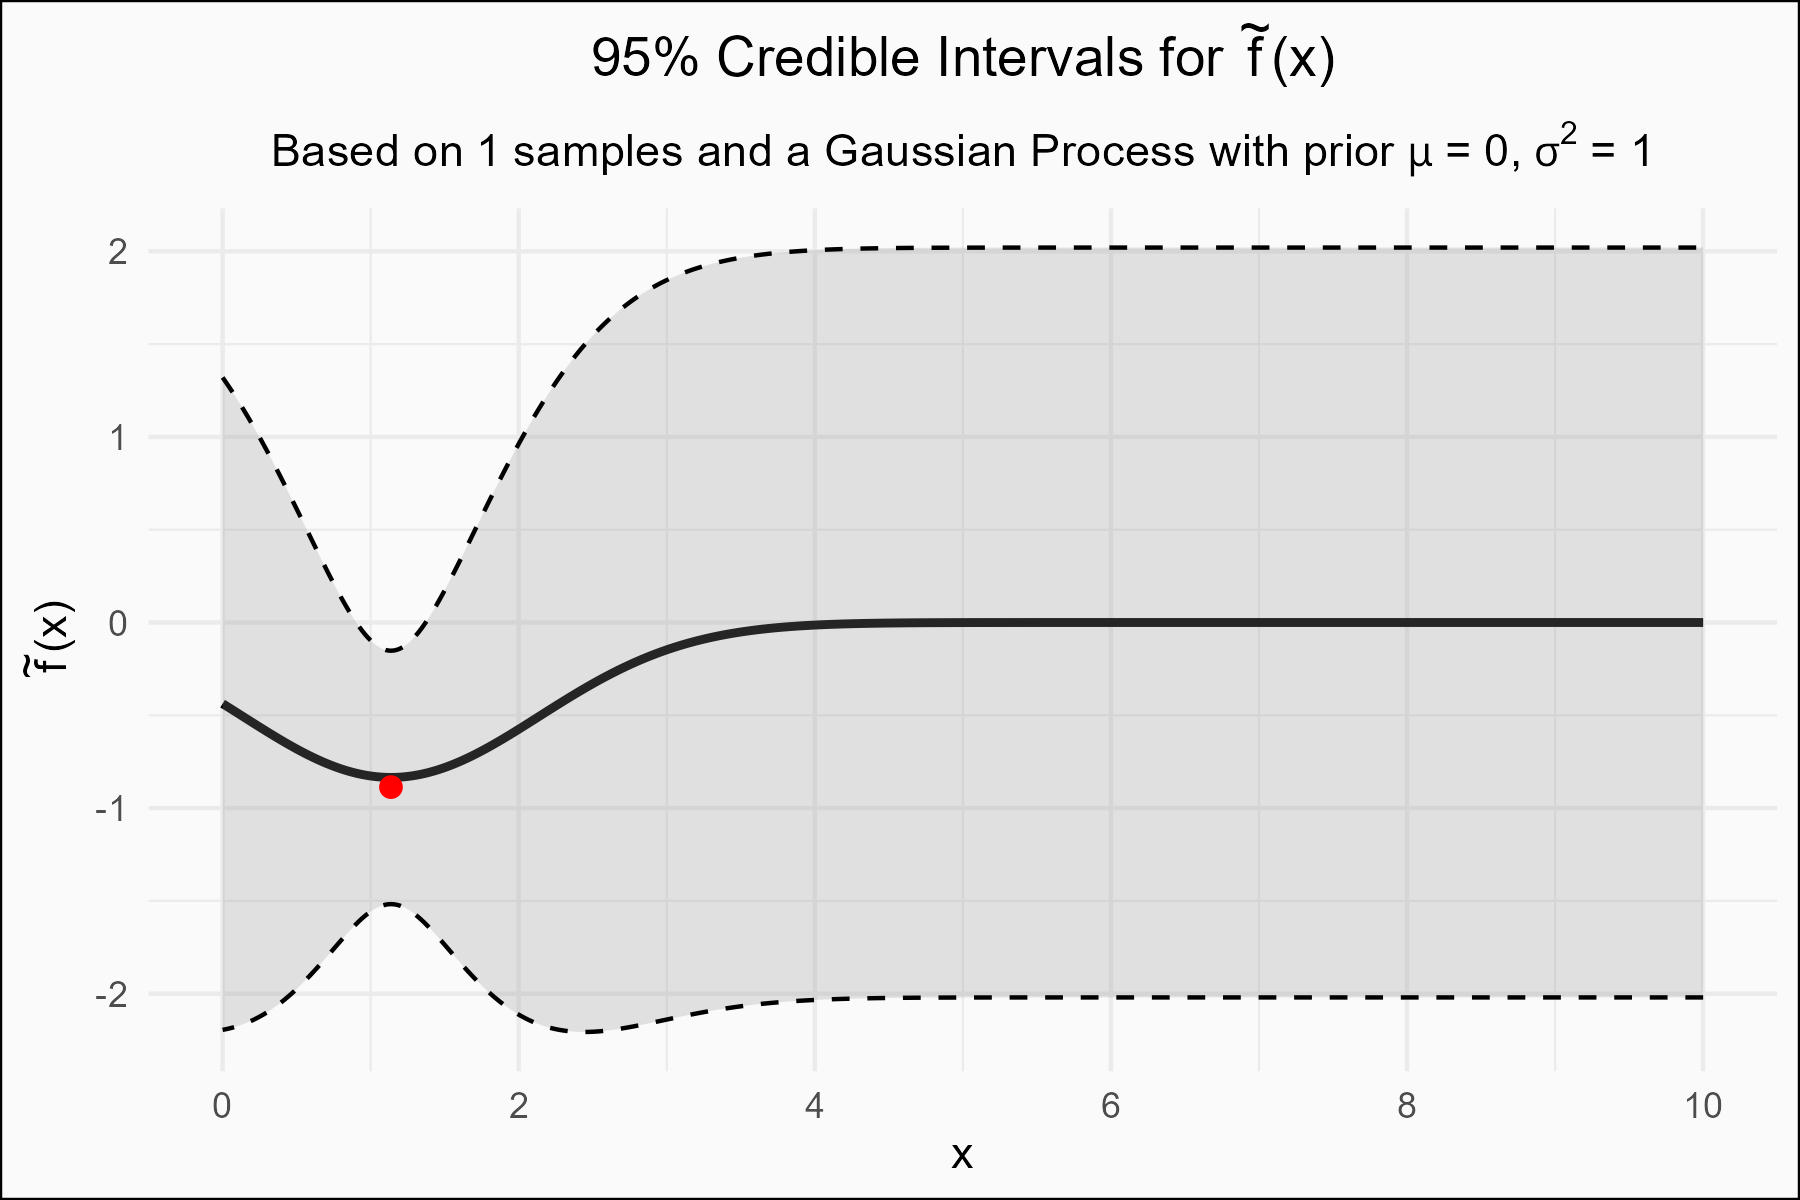 95% Credible Intervals for f̃(x)
Based on 1 samples and a Gaussian Process with prior μ = 0, σ² = 1
f̃(x)
2
1
0
-1
-2
0 2 4 6 8 10
x